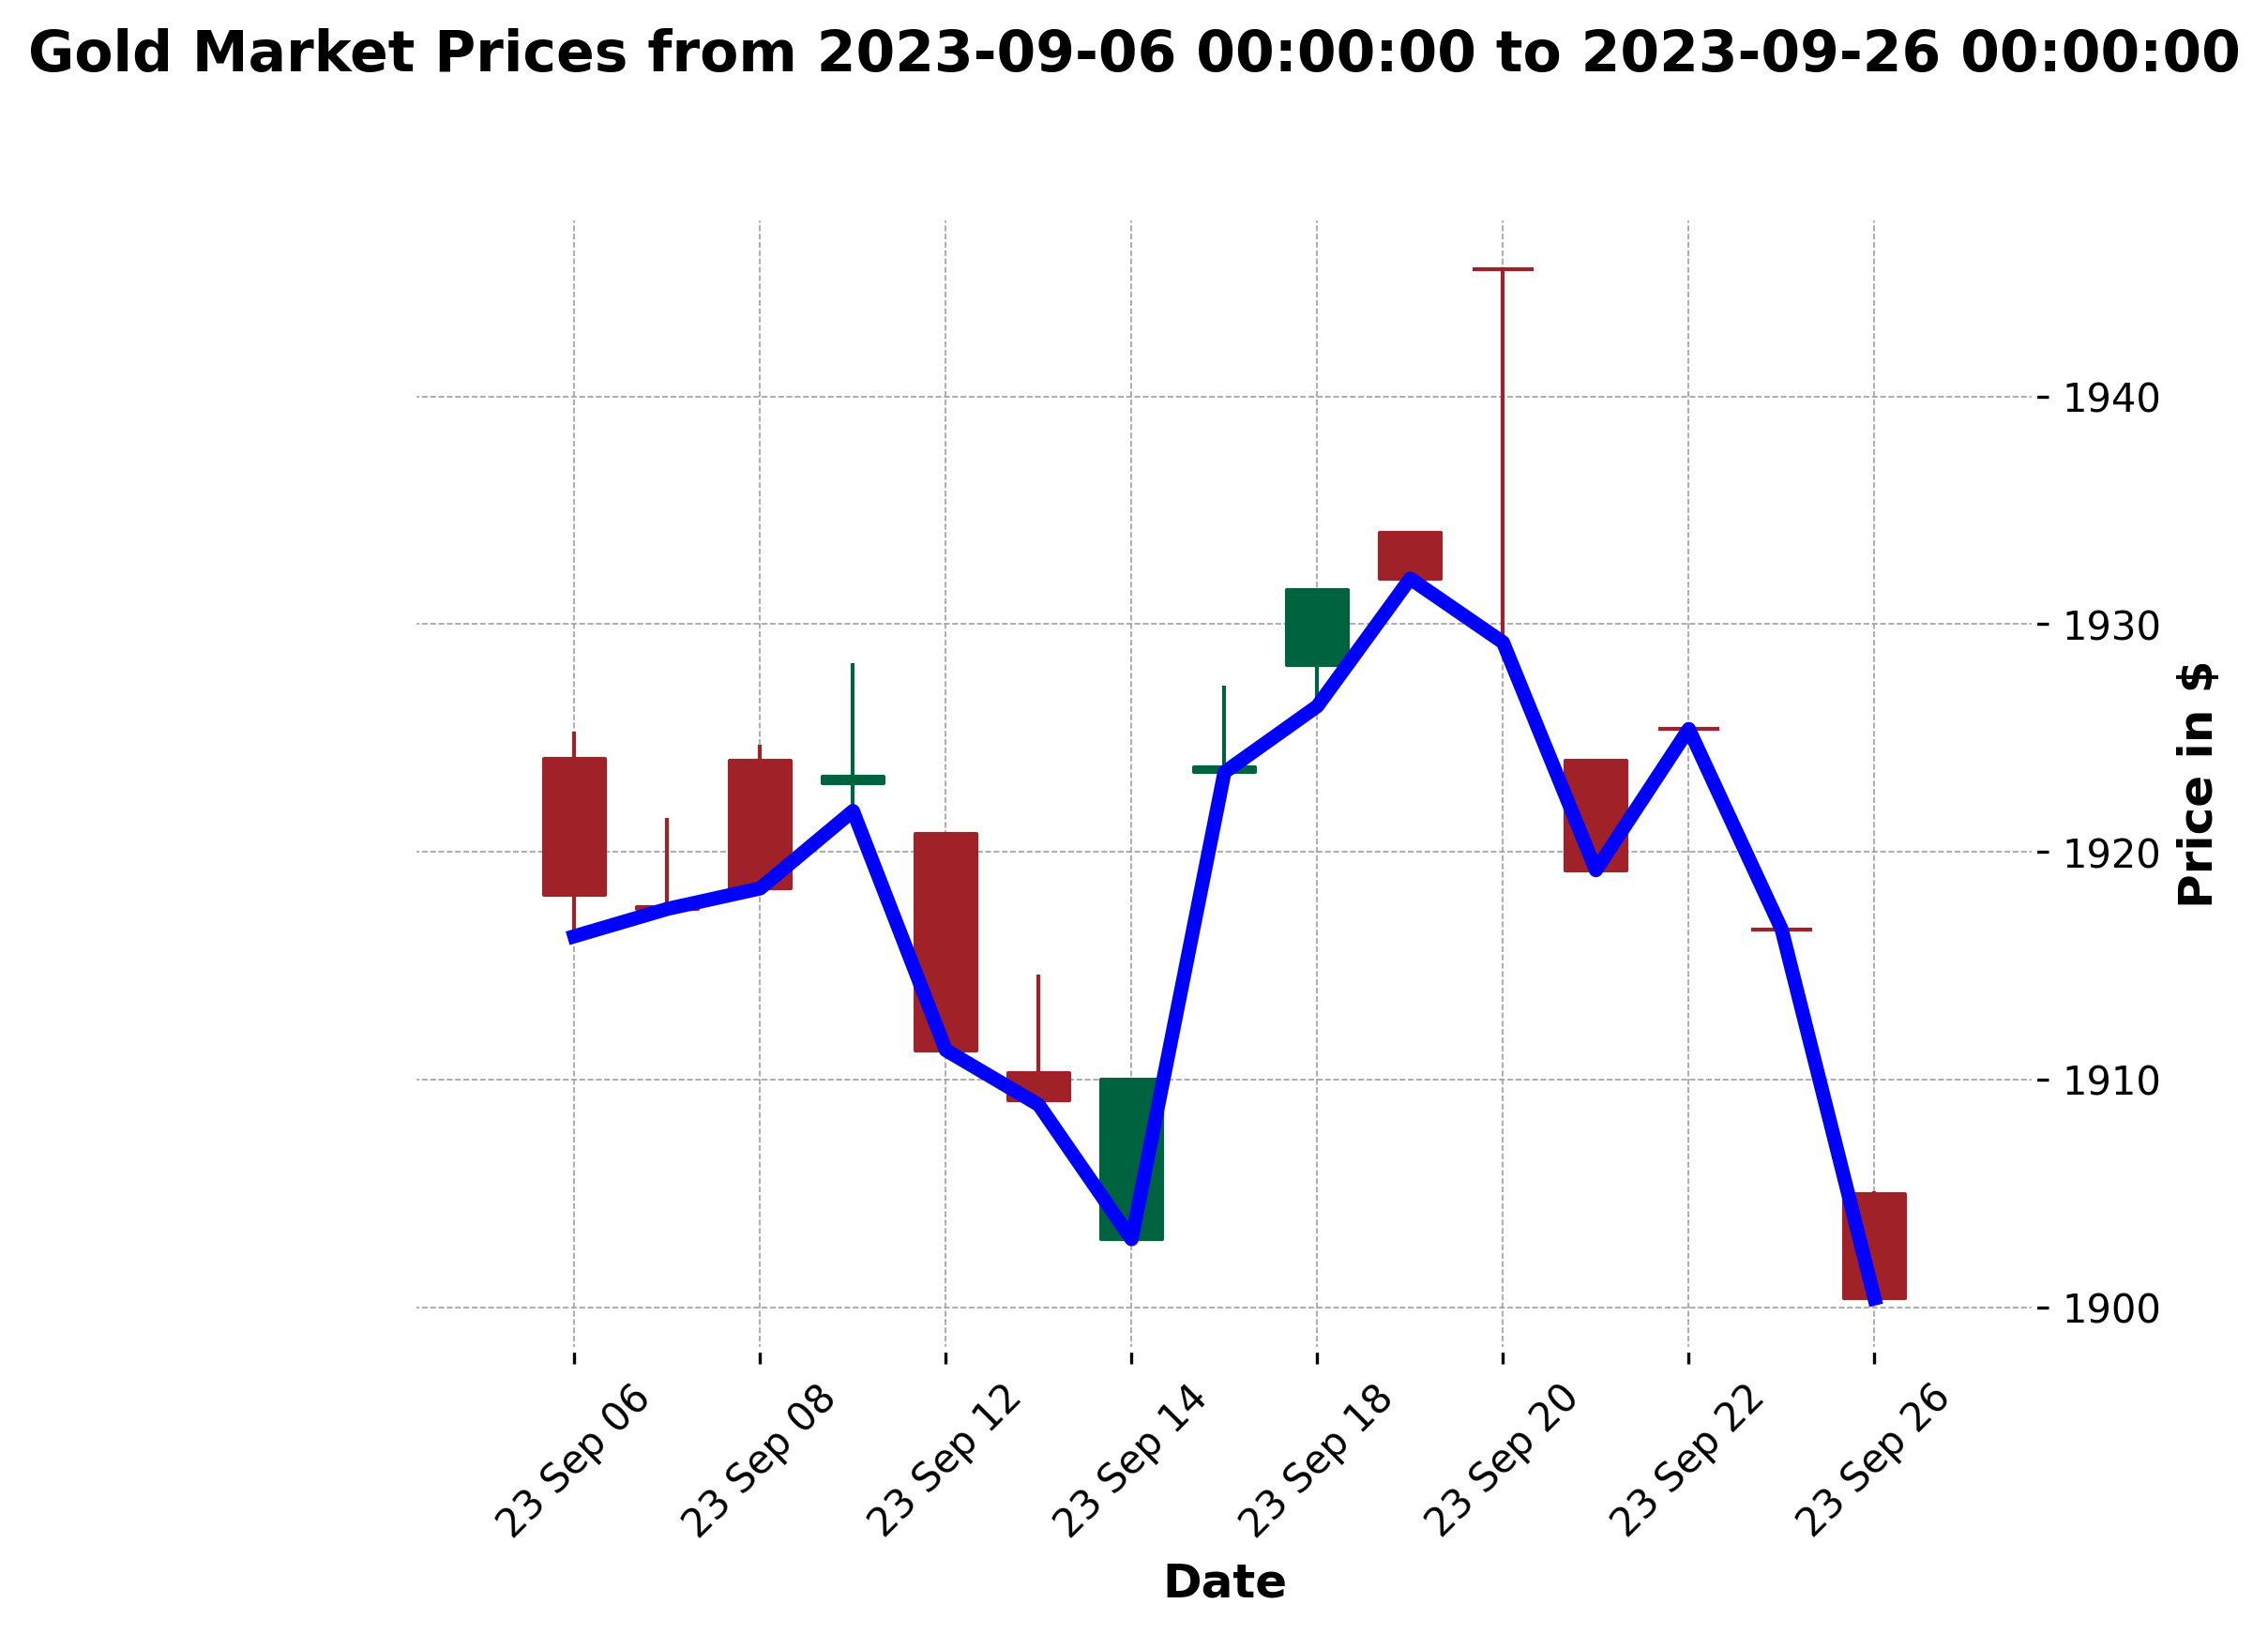 Gold Market Prices from 2023-09-06 00:00:00 to 2023-09-26 00:00:00
1940
1930
1920
1910
1900
Price in $
23 Sep 06
23 Sep 08
23 Sep 12
23 Sep 14
23 Sep 18
23 Sep 20
23 Sep 22
23 Sep 26
Date